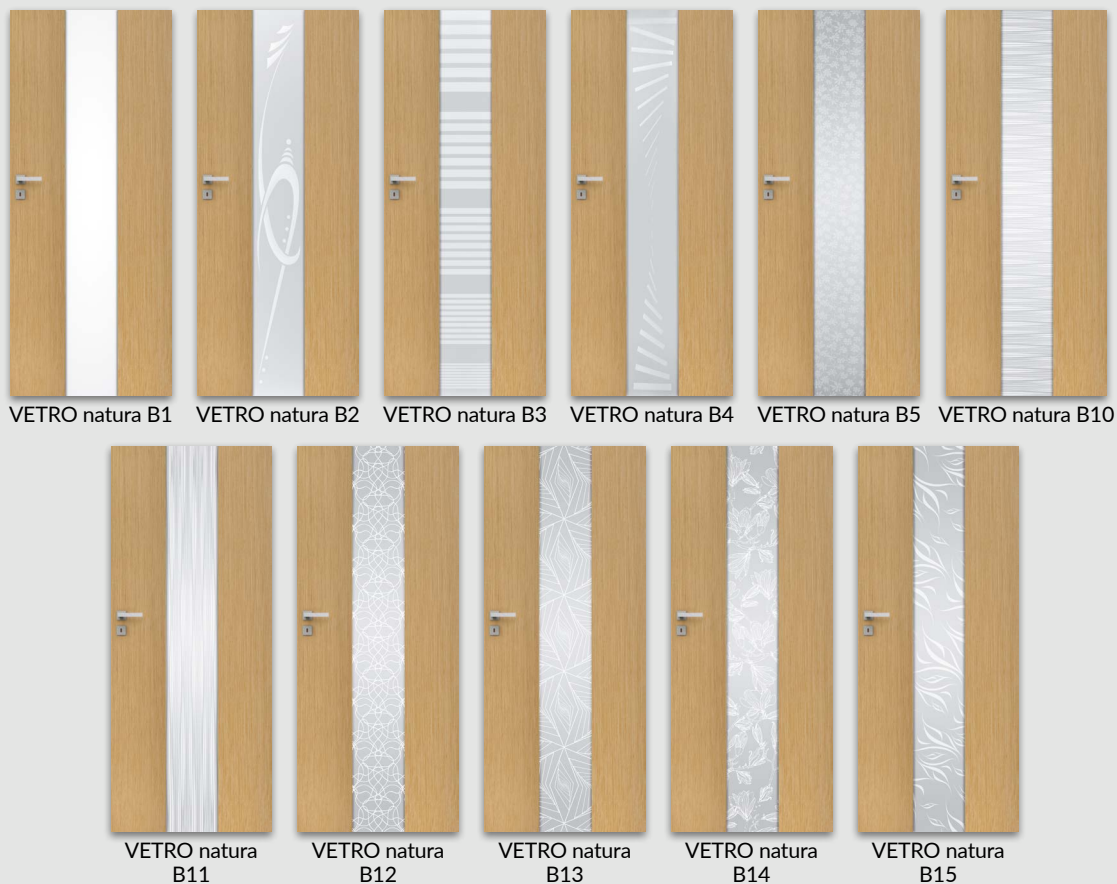 VETRO natura B1
VETRO natura B2
VETRO natura B3
VETRO natura B4
VETRO natura B5
VETRO natura B10
VETRO natura
B11
VETRO natura
B12
VETRO natura
B13
VETRO natura
B14
VETRO natura
B15